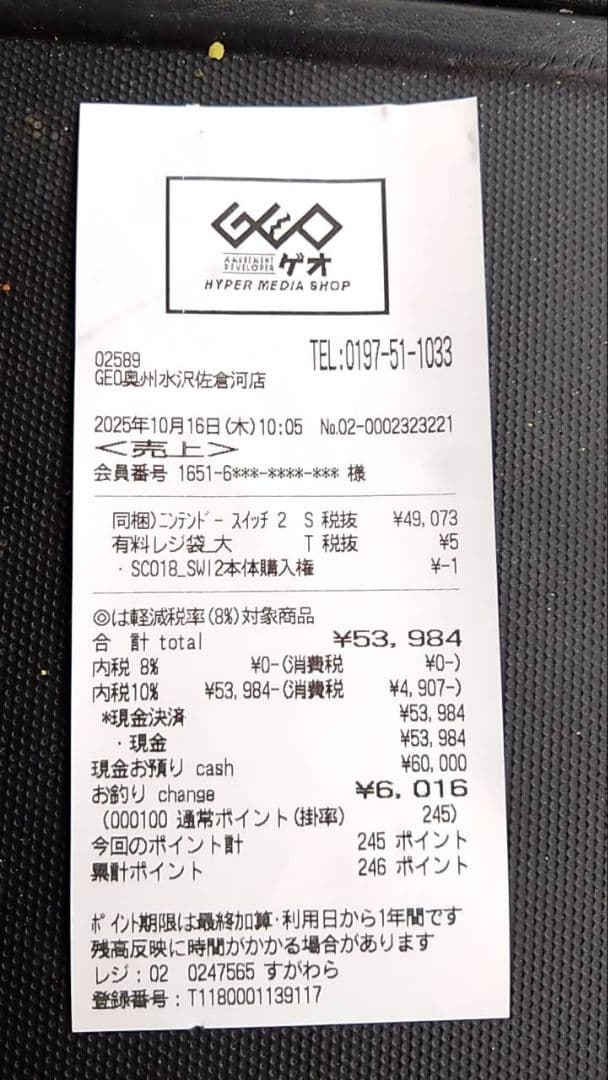 GEO
AMUSEMENT
DEVELOPER ゲオ
HYPER MEDIA SHOP
02589 TEL:0197-51-1033
GEO奥州水沢佐倉河店
2025年10月16日(木)10:05 №02-0002323221
<売上>
会員番号 1651-6***-****-*** 様
同梱)ニンテンドー スイッチ 2 S 税抜 ¥49,073
有料レジ袋_大 T 税抜 ¥5
・SC018_SWI2本体購入権 ¥-1
◎は軽減税率(8%)対象商品
合 計 total ¥53,984
内税 8% ¥0-(消費税 ¥0-)
内税10% ¥53,984-(消費税 ¥4,907-)
*現金決済 ¥53,984
・現金 ¥53,984
現金お預り cash ¥60,000
お釣り change ¥6,016
(000100 通常ポイント(掛率) 245)
今回のポイント計 245 ポイント
累計ポイント 246 ポイント
ポイント期限は最終加算・利用日から1年間です
残高反映に時間がかかる場合があります
レジ:02 0247565 すがわら
登録番号:T1180001139117